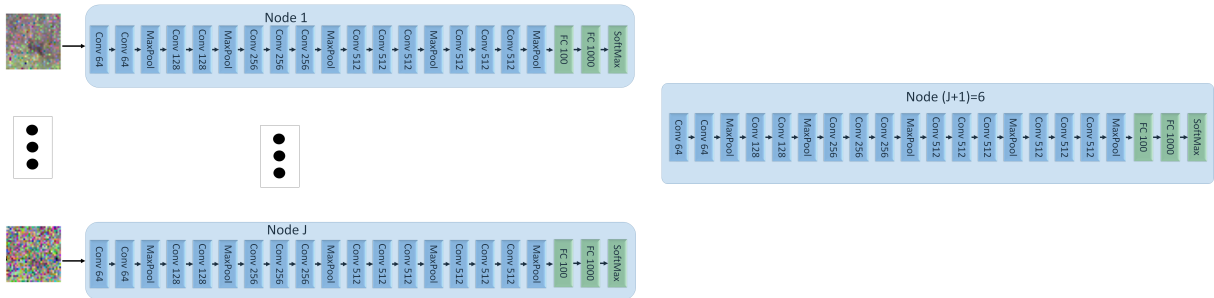 Node 1
Conv 64
Conv 64
MaxPool
Conv 128
Conv 128
MaxPool
Conv 256
Conv 256
Conv 256
MaxPool
Conv 512
Conv 512
Conv 512
MaxPool
Conv 512
Conv 512
Conv 512
MaxPool
FC 100
FC 1000
SoftMax
Node (J+1)=6
Conv 64
Conv 64
MaxPool
Conv 128
Conv 128
MaxPool
Conv 256
Conv 256
Conv 256
MaxPool
Conv 512
Conv 512
Conv 512
MaxPool
Conv 512
Conv 512
Conv 512
MaxPool
FC 100
FC 1000
SoftMax
Node J
Conv 64
Conv 64
MaxPool
Conv 128
Conv 128
MaxPool
Conv 256
Conv 256
Conv 256
MaxPool
Conv 512
Conv 512
Conv 512
MaxPool
Conv 512
Conv 512
Conv 512
MaxPool
FC 100
FC 1000
SoftMax